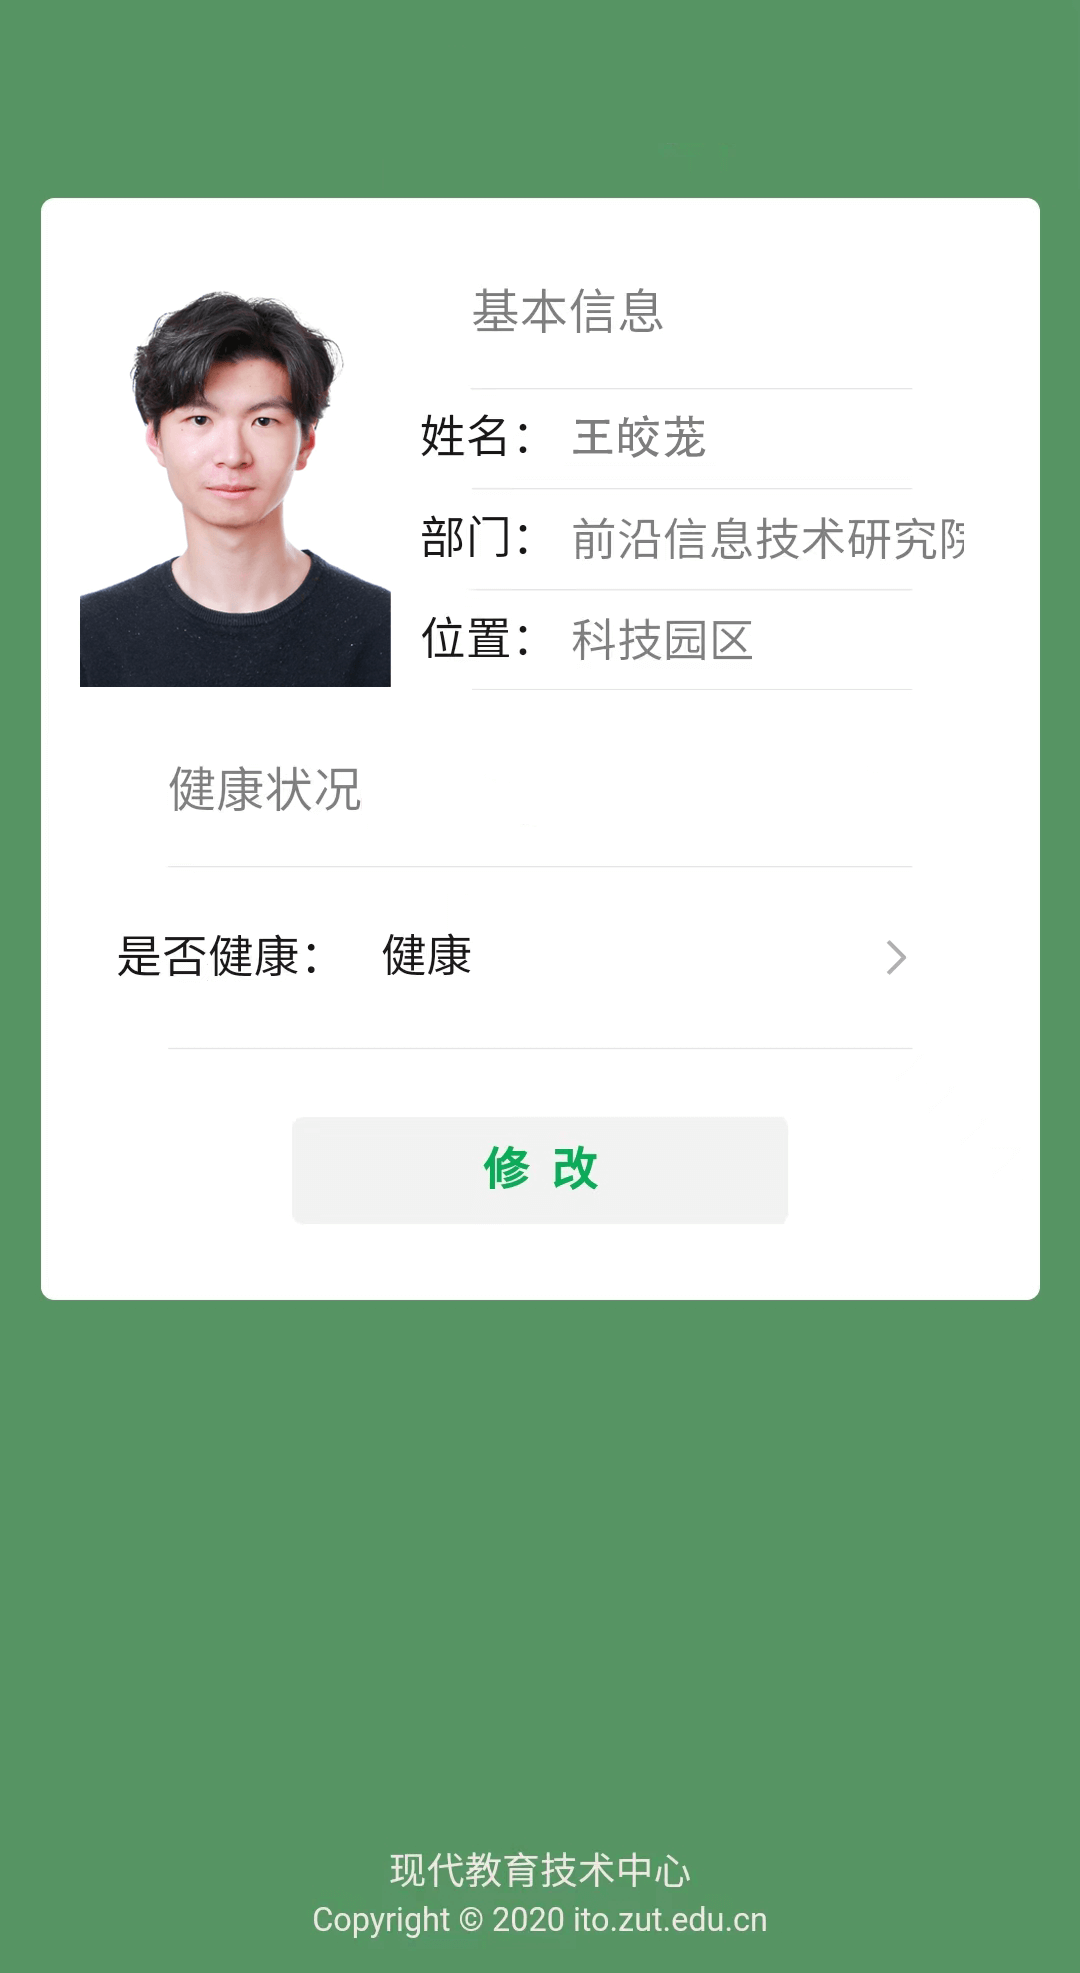 基本信息
姓名： 王皎茏
部门： 前沿信息技术研究院
位置： 科技园区
健康状况
是否健康： 健康
修 改
现代教育技术中心
Copyright © 2020 ito.zut.edu.cn